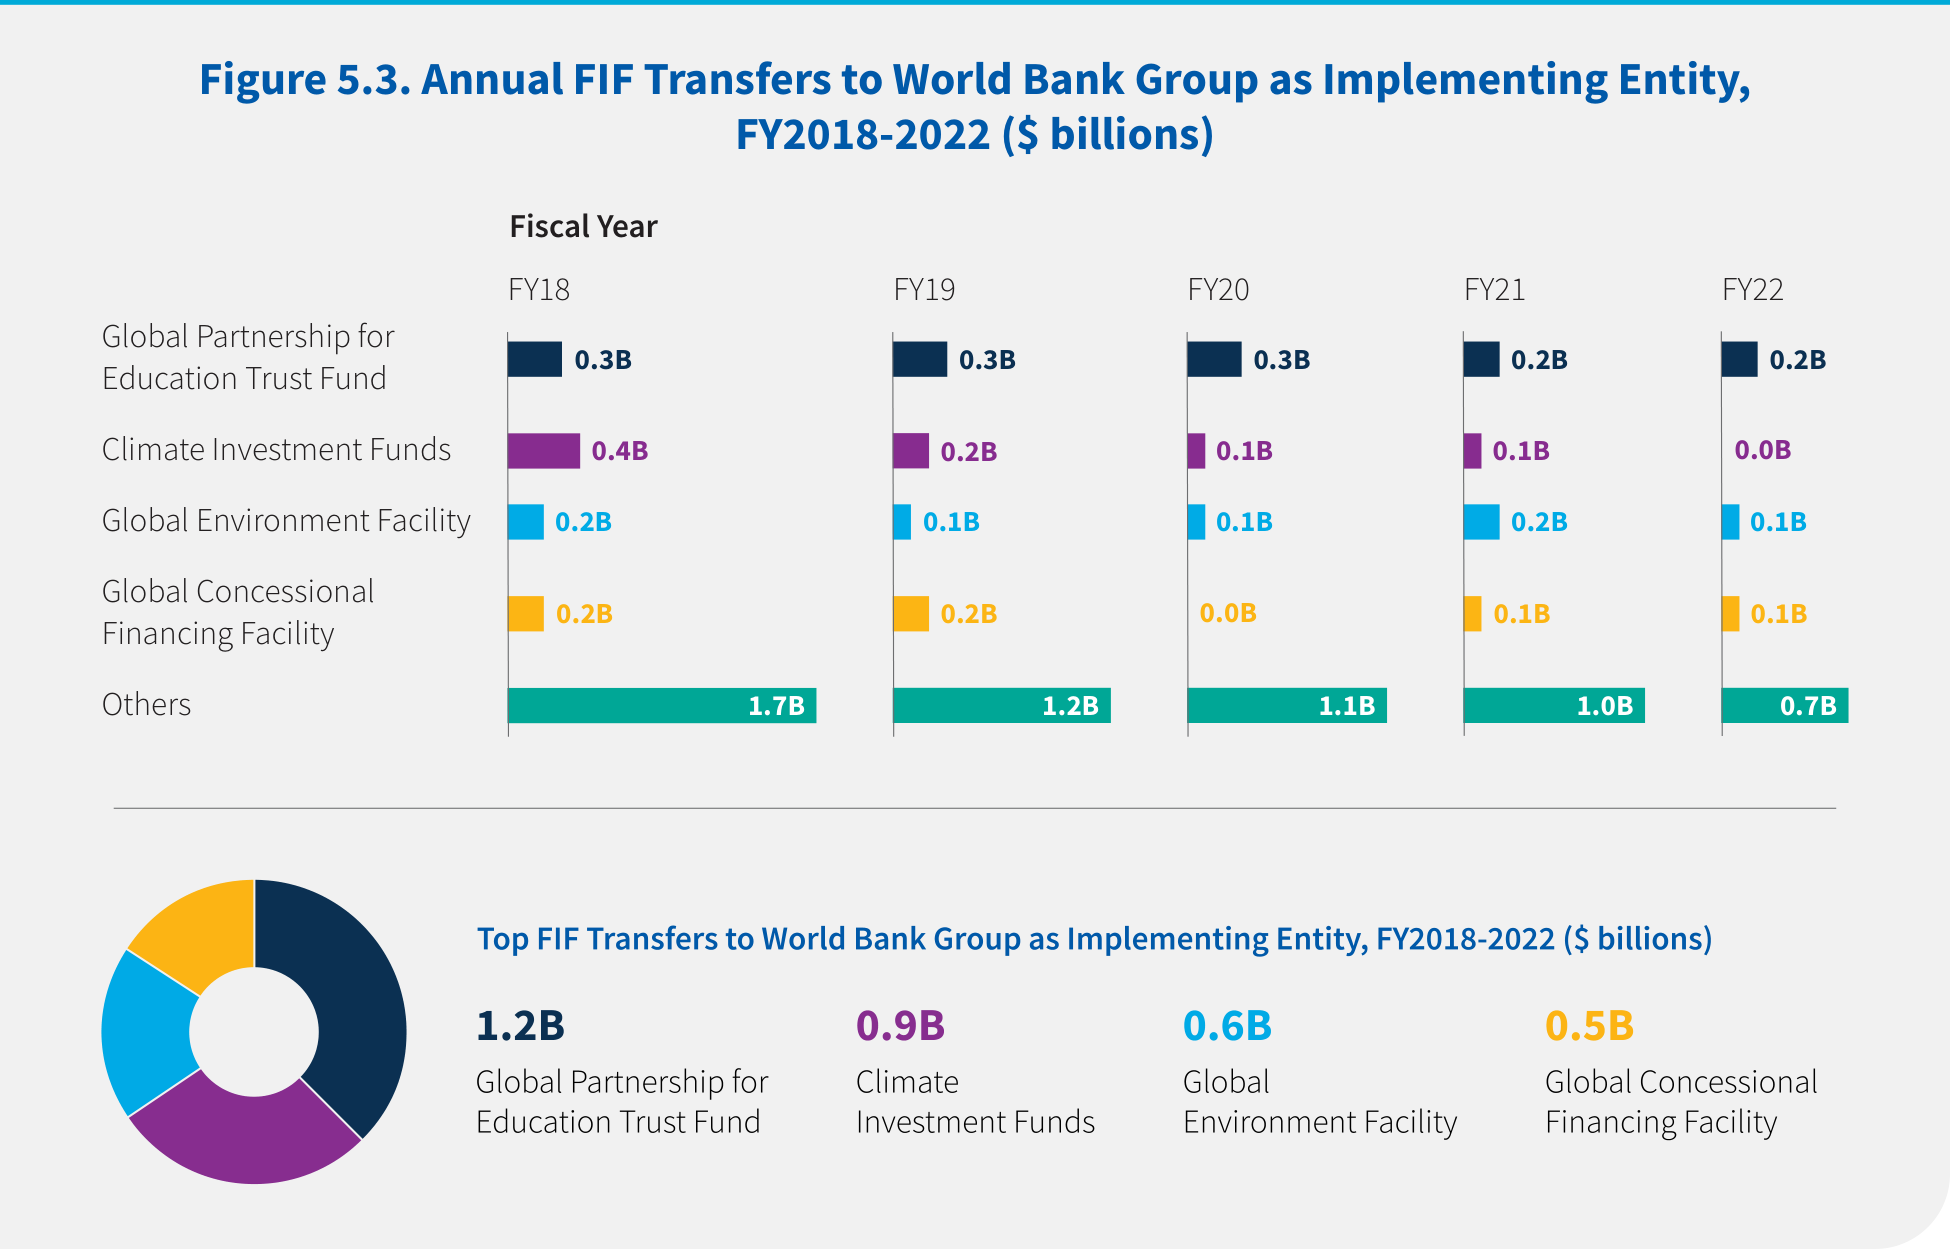 Figure 5.3. Annual FIF Transfers to World Bank Group as Implementing Entity,
FY2018-2022 ($ billions)
Fiscal Year
FY18 FY19 FY20 FY21 FY22
Global Partnership for
Education Trust Fund
0.3B 0.3B 0.3B 0.2B 0.2B
Climate Investment Funds 0.4B 0.2B 0.1B 0.1B 0.0B
Global Environment Facility 0.2B 0.1B 0.1B 0.2B 0.1B
Global Concessional
Financing Facility
0.2B 0.2B 0.0B 0.1B 0.1B
Others 1.7B 1.2B 1.1B 1.0B 0.7B
Top FIF Transfers to World Bank Group as Implementing Entity, FY2018-2022 ($ billions)
1.2B
Global Partnership for
Education Trust Fund
0.9B
Climate
Investment Funds
0.6B
Global
Environment Facility
0.5B
Global Concessional
Financing Facility